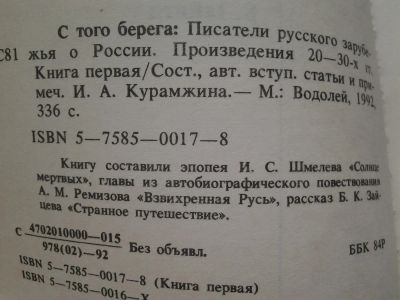 С того берега: Писатели русского зарубе-
С81 жья о России. Произведения 20—30-х гг.
Книга первая/Сост., авт. вступ. статьи и при-
меч. И. А. Курамжина.— М.: Водолей, 1992,
336 с.
ISBN 5—7585—0017—8
Книгу составили эпопея И. С. Шмелева «Солнце
мертвых», главы из автобиографического повествования
А. М. Ремизова «Взвихренная Русь», рассказ Б. К. Зай-
цева «Странное путешествие».
С 4702010000—015
978(02)—92 Без объявл.
ББК 84Р
ISBN 5—7585—0017—8 (Книга первая)
ISBN 5—7585—0016—X